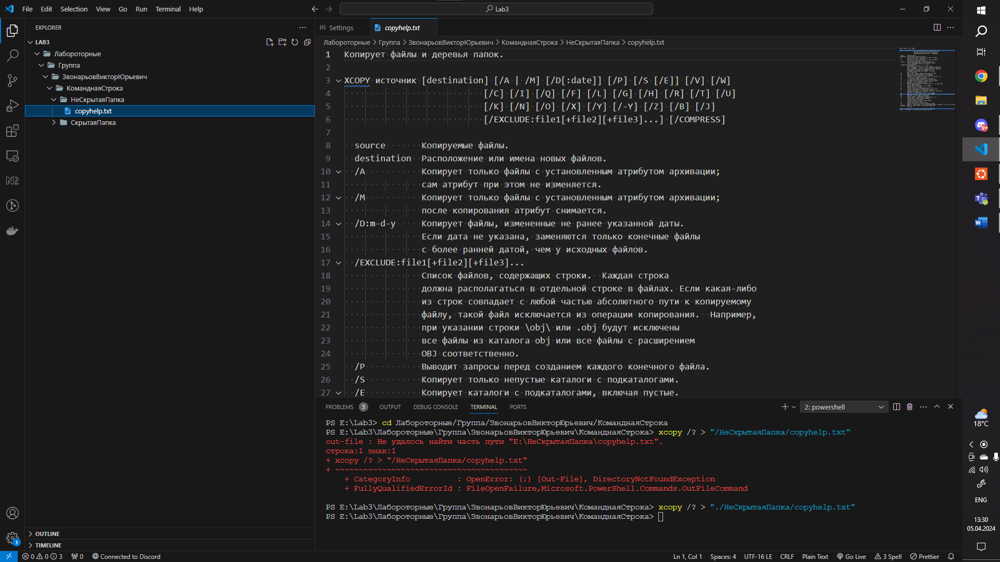 File Edit Selection View Go Run Terminal Help
Lab3
EXPLORER
Settings
copyhelp.txt
LAB3
Лабороторные
Группа
ЗвонарьовВикторЮрьевич
КоманднаяСтрока
НеСкрытаяПапка
copyhelp.txt
СкрытаяПапка
OUTLINE
TIMELINE
Лабороторные > Группа > ЗвонарьовВикторЮрьевич > КоманднаяСтрока > НеСкрытаяПапка > copyhelp.txt
1 Копирует файлы и деревья папок.
2
3 XCOPY источник [destination] [/A | /M] [/D[:date]] [/P] [/S [/E]] [/V] [/W]
4 [/C] [/I] [/Q] [/F] [/L] [/G] [/H] [/R] [/T] [/U]
5 [/K] [/N] [/O] [/X] [/Y] [/-Y] [/Z] [/B] [/J]
6 [/EXCLUDE:file1[+file2][+file3]...] [/COMPRESS]
7
8 source Копируемые файлы.
9 destination Расположение или имена новых файлов.
10 /A Копирует только файлы с установленным атрибутом архивации;
11 сам атрибут при этом не изменяется.
12 /M Копирует только файлы с установленным атрибутом архивации;
13 после копирования атрибут снимается.
14 /D:m-d-y Копирует файлы, измененные не ранее указанной даты.
15 Если дата не указана, заменяются только конечные файлы
16 с более ранней датой, чем у исходных файлов.
17 /EXCLUDE:file1[+file2][+file3]...
18 Список файлов, содержащих строки. Каждая строка
19 должна располагаться в отдельной строке в файлах. Если какая-либо
20 из строк совпадает с любой частью абсолютного пути к копируемому
21 файлу, такой файл исключается из операции копирования. Например,
22 при указании строки \obj\ или .obj будут исключены
23 все файлы из каталога obj или все файлы с расширением
24 OBJ соответственно.
25 /P Выводит запросы перед созданием каждого конечного файла.
26 /S Копирует только непустые каталоги с подкаталогами.
27 /E Копирует каталоги с подкаталогами, включая пустые.
PROBLEMS 3 OUTPUT DEBUG CONSOLE TERMINAL PORTS
2: powershell
PS E:\Lab3> cd Лабороторные/Группа/ЗвонарьовВикторЮрьевич/КоманднаяСтрока
PS E:\Lab3\Лабороторные\Группа\ЗвонарьовВикторЮрьевич\КоманднаяСтрока> xcopy /? > "/НеСкрытаяПапка/copyhelp.txt"
out-file : Не удалось найти часть пути "E:\НеСкрытаяПапка\copyhelp.txt".
строка:1 знак:1
+ xcopy /? > "/НеСкрытаяПапка/copyhelp.txt"
+ ~~~~~~~~~~~~~~~~~~~~~~~~~~~~~~~~~~~~~~~~~
+ CategoryInfo : OpenError: (:) [Out-File], DirectoryNotFoundException
+ FullyQualifiedErrorId : FileOpenFailure,Microsoft.PowerShell.Commands.OutFileCommand
PS E:\Lab3\Лабороторные\Группа\ЗвонарьовВикторЮрьевич\КоманднаяСтрока> xcopy /? > "./НеСкрытаяПапка/copyhelp.txt"
PS E:\Lab3\Лабороторные\Группа\ЗвонарьовВикторЮрьевич\КоманднаяСтрока>
1
0 0 3 0 Connected to Discord
Ln 1, Col 1 Spaces: 4 UTF-16 LE CRLF Plain Text Go Live 3 Spell Prettier
9+
18°C
ENG
13:30
05.04.2024